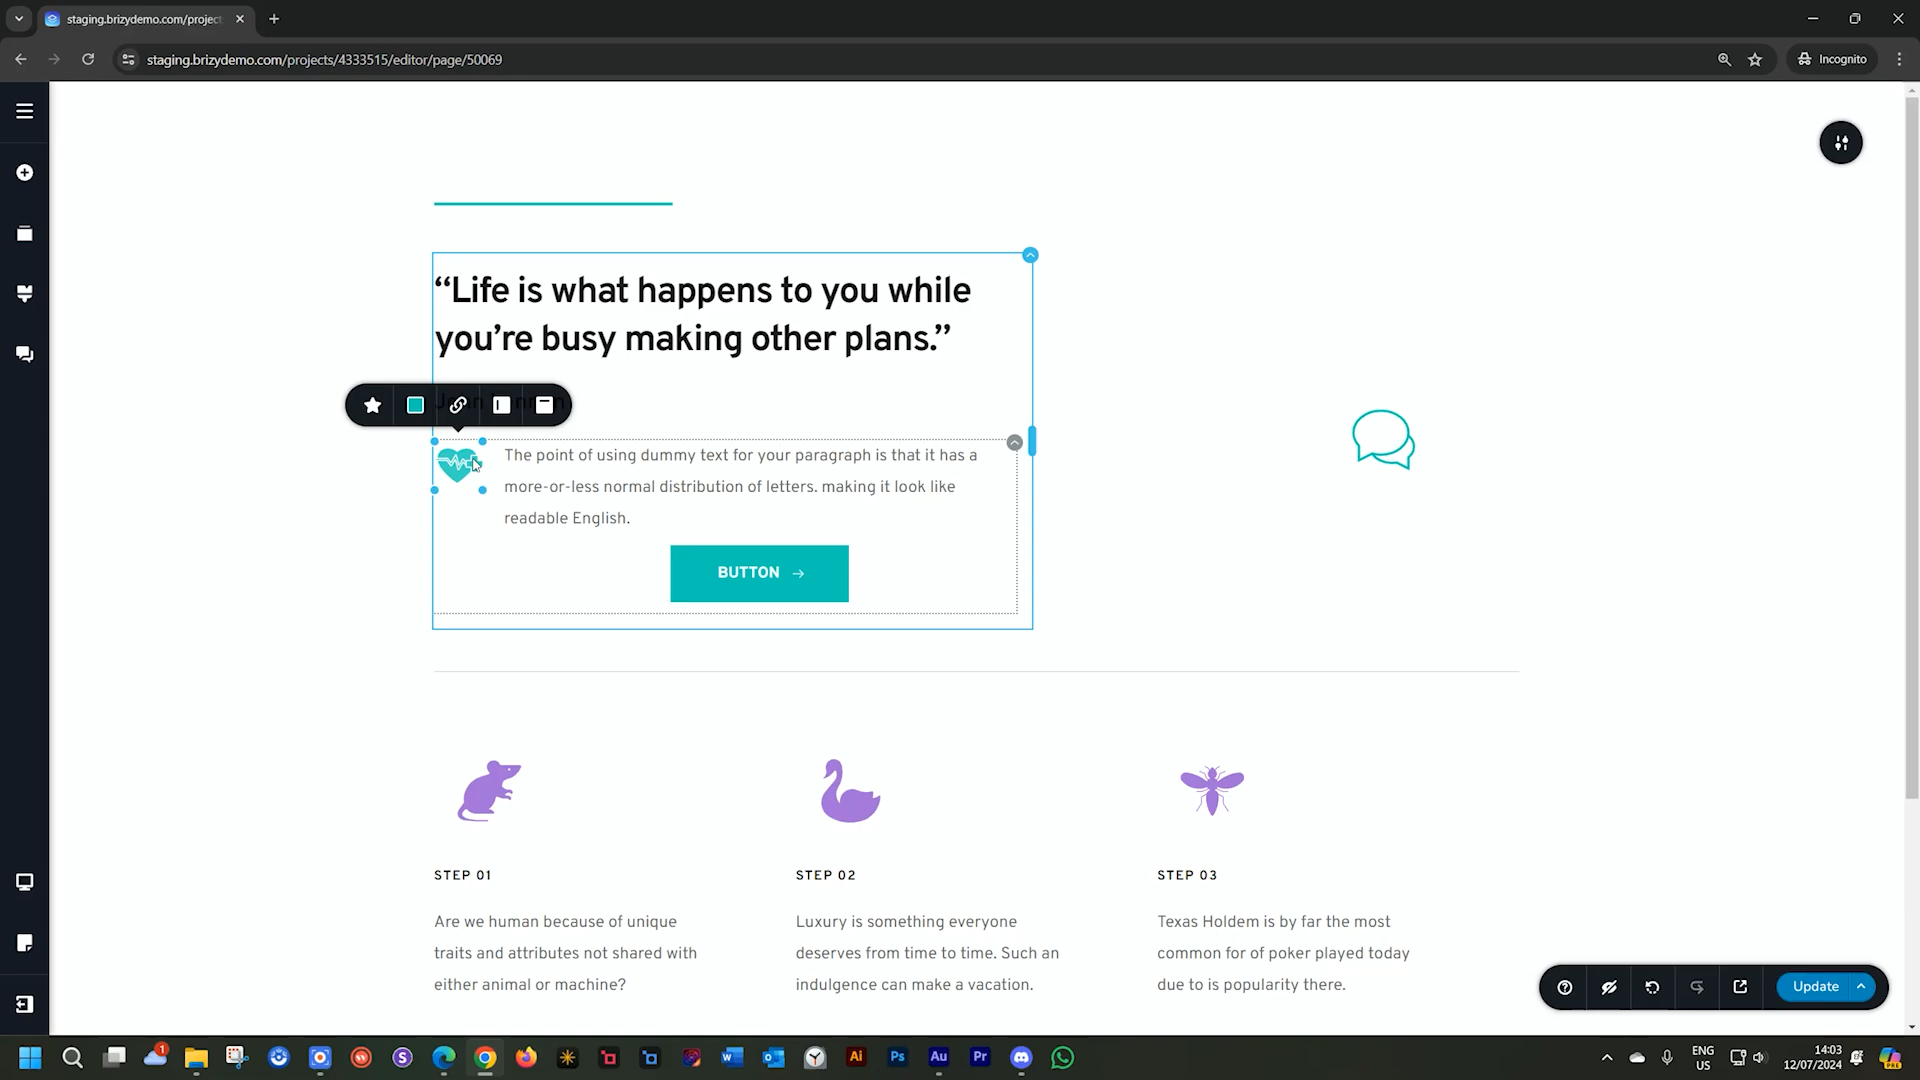 staging.brizydemo.com/project
staging.brizydemo.com/projects/4333515/editor/page/50069
Incognito
“Life is what happens to you while
you’re busy making other plans.”
The point of using dummy text for your paragraph is that it has a
more-or-less normal distribution of letters. making it look like
readable English.
BUTTON
STEP 01
Are we human because of unique
traits and attributes not shared with
either animal or machine?
STEP 02
Luxury is something everyone
deserves from time to time. Such an
indulgence can make a vacation.
STEP 03
Texas Holdem is by far the most
common for of poker played today
due to is popularity there.
Update
1
S
W
Ai
Ps
Au
Pr
ENG
US
14:03
12/07/2024
PRE